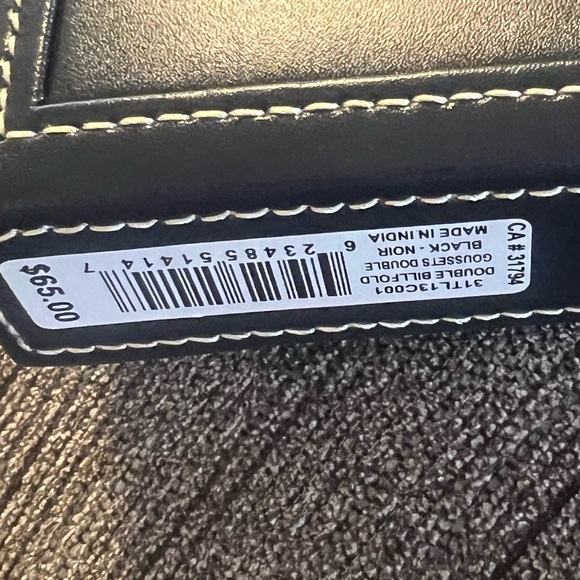 CA # 31794
31TL13C001
DOUBLE BILLFOLD
GOUSSETS DOUBLE
BLACK - NOIR
MADE IN INDIA
6 23485 51414 7
$65.00